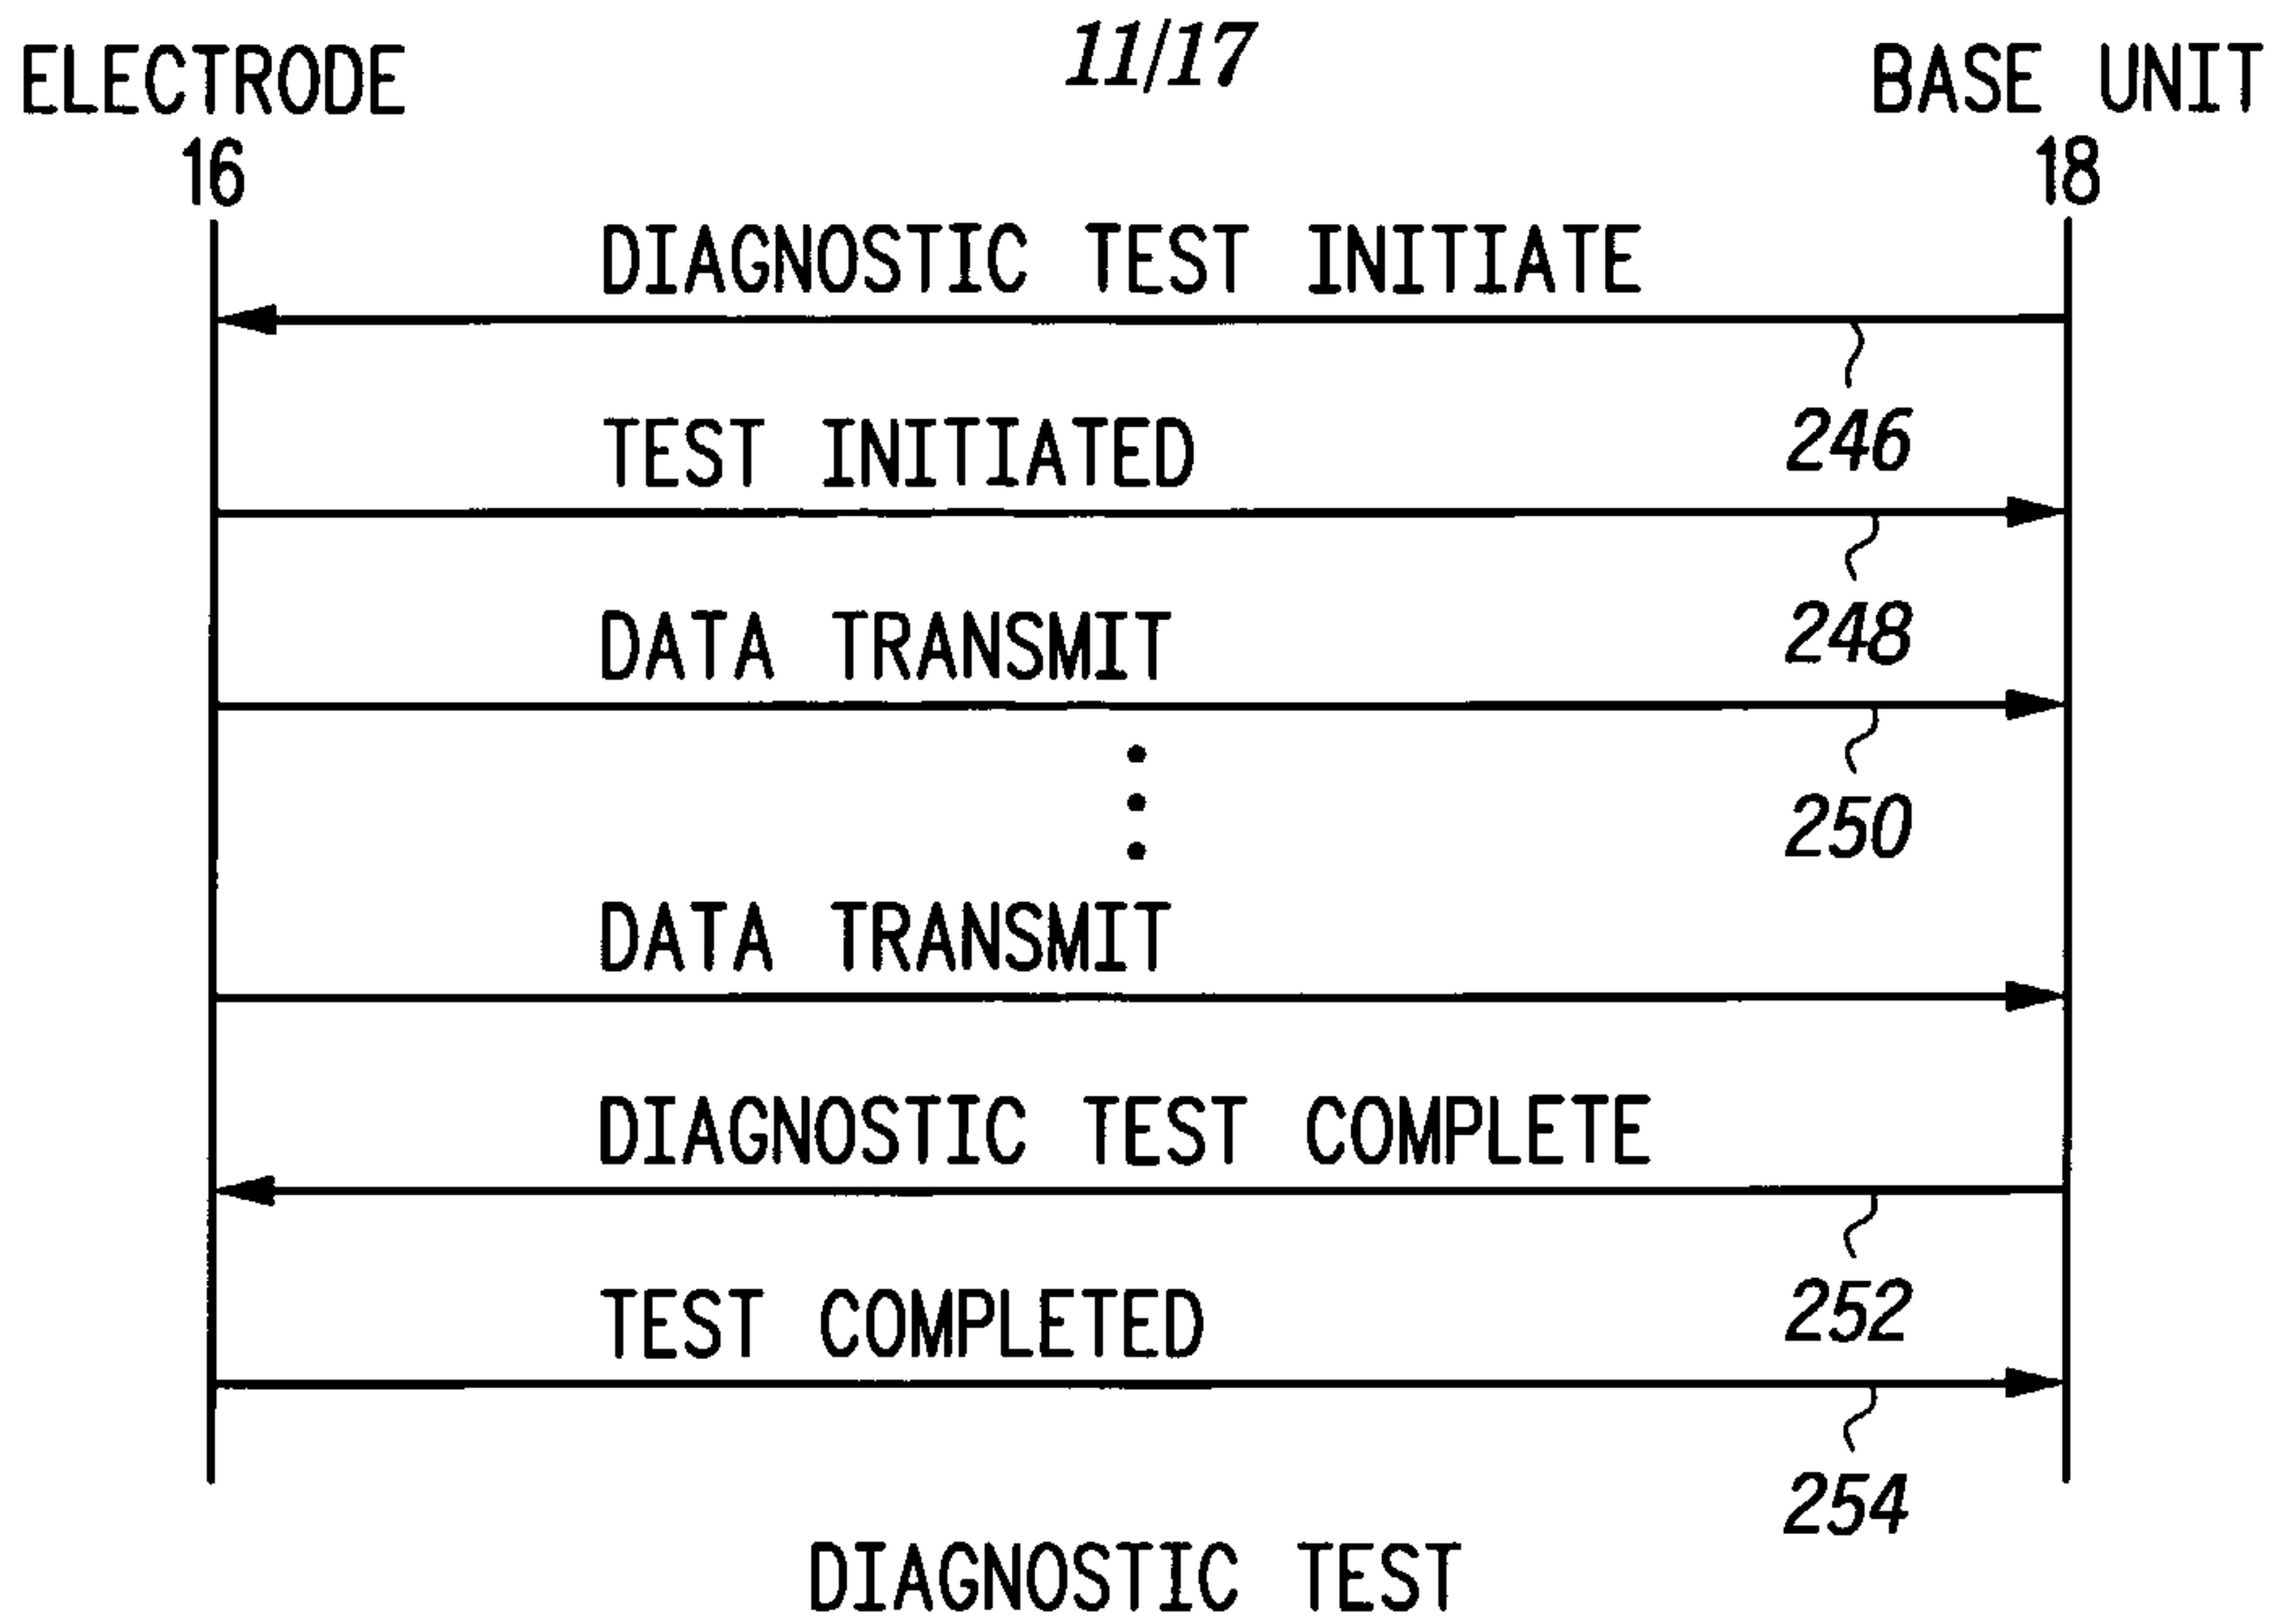 11/17
ELECTRODE
BASE UNIT
16
18
DIAGNOSTIC TEST INITIATE
246
TEST INITIATED
248
DATA TRANSMIT
250
DATA TRANSMIT
DIAGNOSTIC TEST COMPLETE
252
TEST COMPLETED
254
DIAGNOSTIC TEST